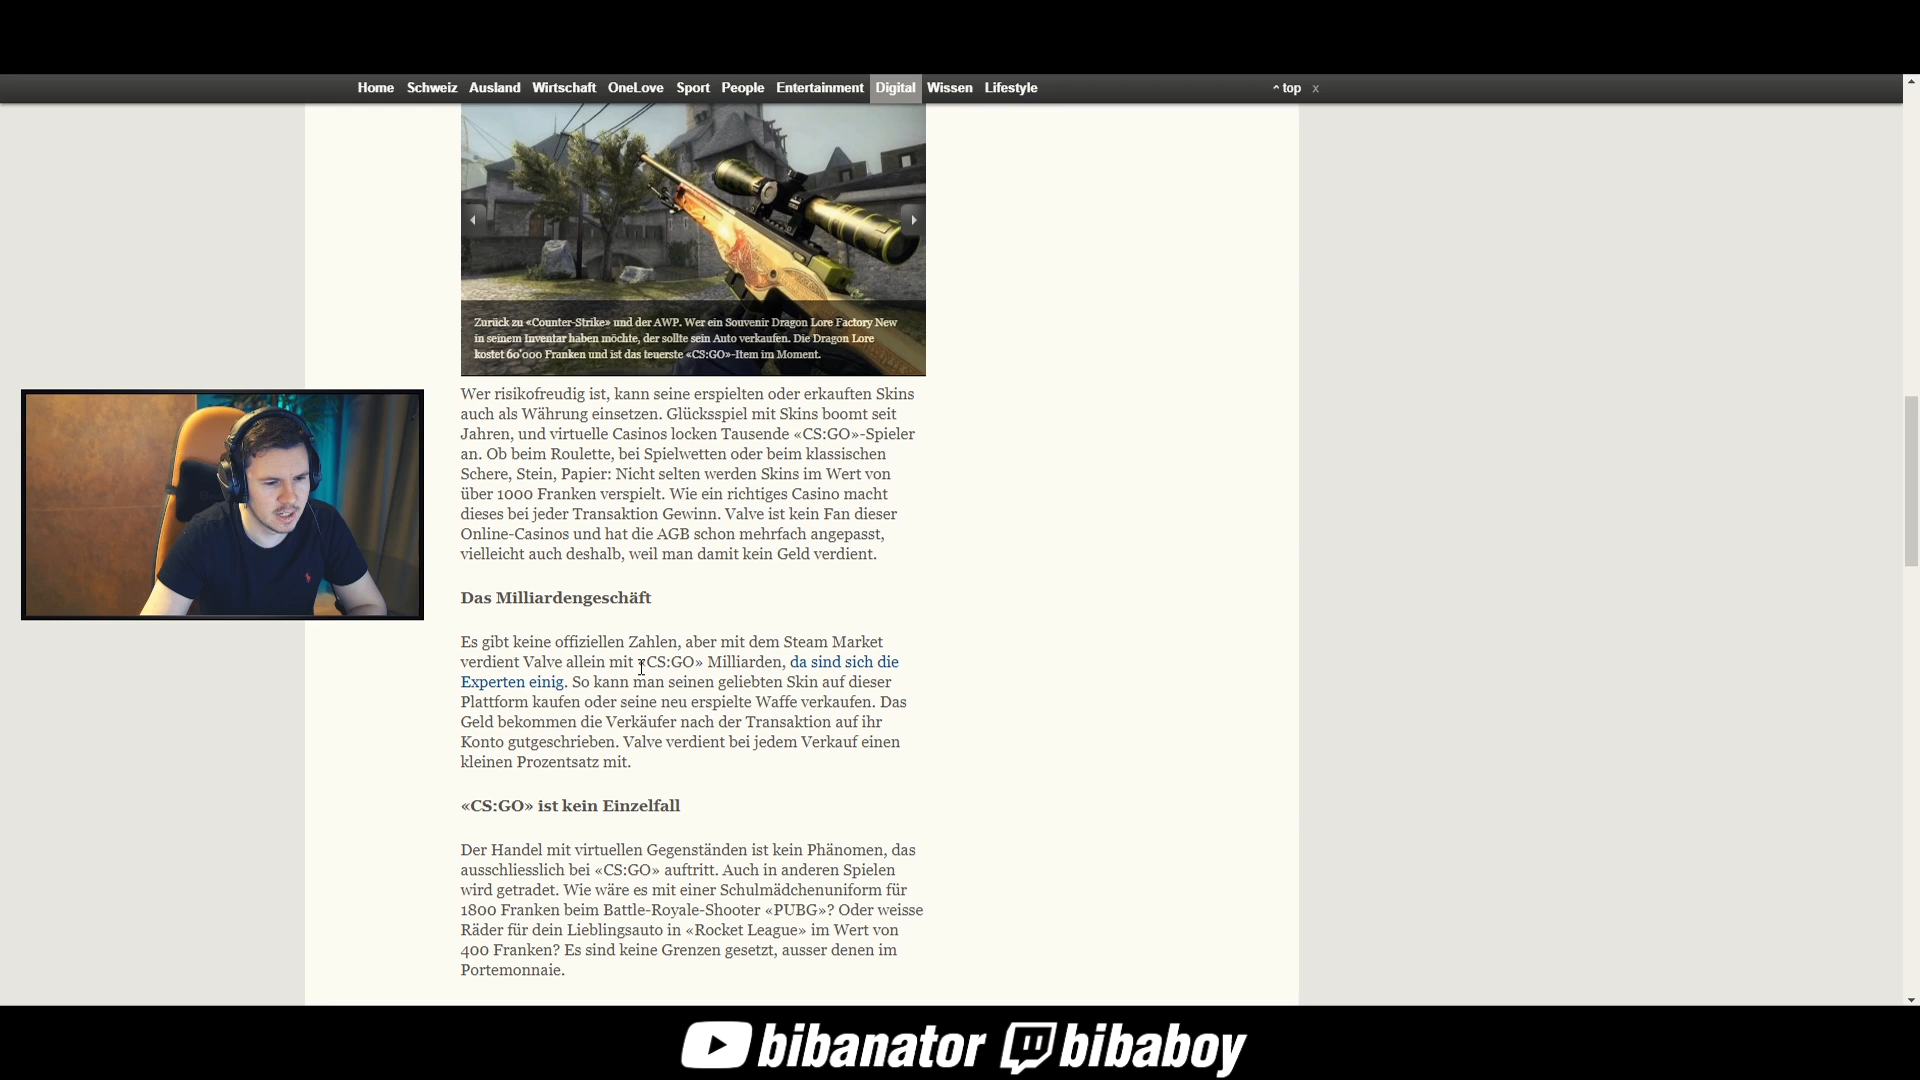 Home Schweiz Ausland Wirtschaft OneLove Sport People Entertainment Digital Wissen Lifestyle ^ top x
Zurück zu «Counter-Strike» und der AWP. Wer ein Souvenir Dragon Lore Factory New
in seinem Inventar haben möchte, der sollte sein Auto verkaufen. Die Dragon Lore
kostet 60'000 Franken und ist das teuerste «CS:GO»-Item im Moment.
Wer risikofreudig ist, kann seine erspielten oder erkauften Skins
auch als Währung einsetzen. Glücksspiel mit Skins boomt seit
Jahren, und virtuelle Casinos locken Tausende «CS:GO»-Spieler
an. Ob beim Roulette, bei Spielwetten oder beim klassischen
Schere, Stein, Papier: Nicht selten werden Skins im Wert von
über 1000 Franken verspielt. Wie ein richtiges Casino macht
dieses bei jeder Transaktion Gewinn. Valve ist kein Fan dieser
Online-Casinos und hat die AGB schon mehrfach angepasst,
vielleicht auch deshalb, weil man damit kein Geld verdient.
Das Milliardengeschäft
Es gibt keine offiziellen Zahlen, aber mit dem Steam Market
verdient Valve allein mit «CS:GO» Milliarden, da sind sich die
Experten einig. So kann man seinen geliebten Skin auf dieser
Plattform kaufen oder seine neu erspielte Waffe verkaufen. Das
Geld bekommen die Verkäufer nach der Transaktion auf ihr
Konto gutgeschrieben. Valve verdient bei jedem Verkauf einen
kleinen Prozentsatz mit.
«CS:GO» ist kein Einzelfall
Der Handel mit virtuellen Gegenständen ist kein Phänomen, das
ausschliesslich bei «CS:GO» auftritt. Auch in anderen Spielen
wird getradet. Wie wäre es mit einer Schulmädchenuniform für
1800 Franken beim Battle-Royale-Shooter «PUBG»? Oder weisse
Räder für dein Lieblingsauto in «Rocket League» im Wert von
400 Franken? Es sind keine Grenzen gesetzt, ausser denen im
Portemonnaie.
bibanator bibaboy